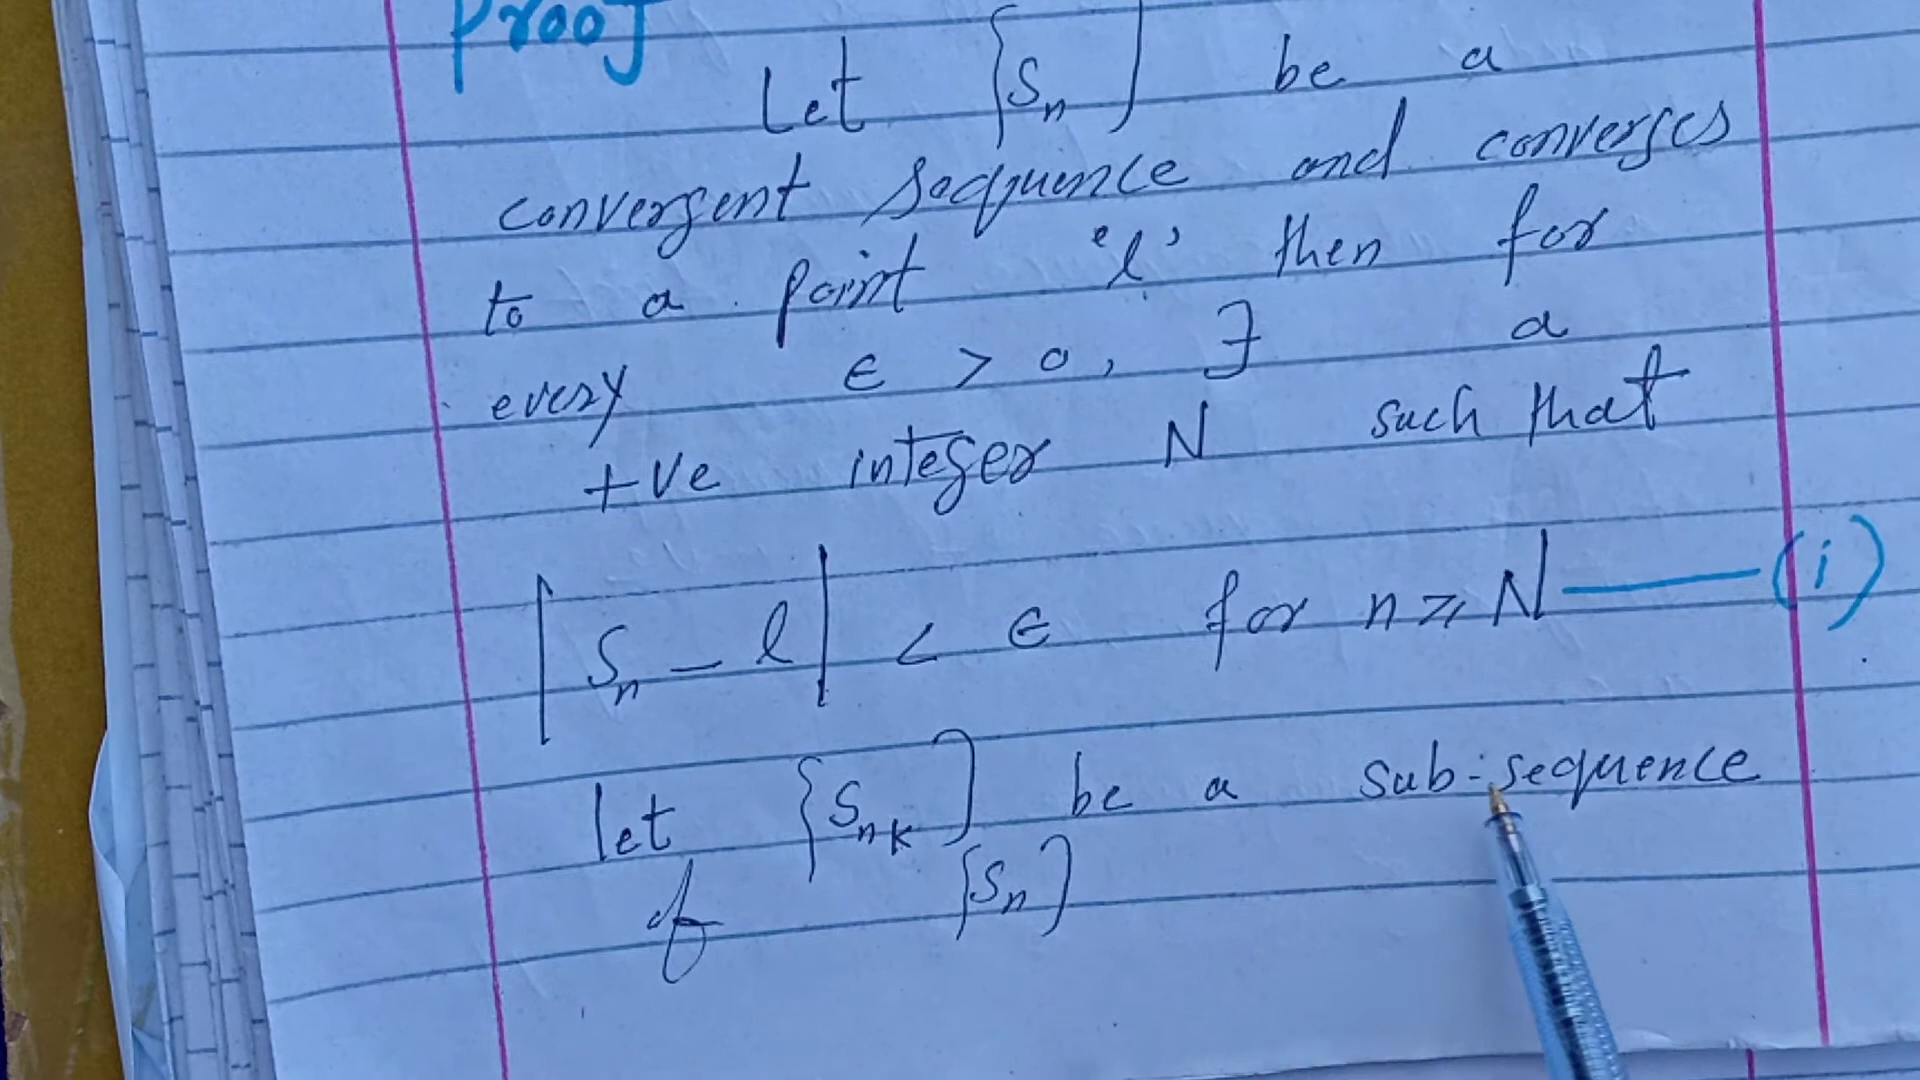 Proof
Let {Sn} be a
convergent sequence and converges
to a point 'l' then for
every ϵ > 0, ∃ a
+ve integer N such that
|Sn - l| < ϵ for n ⩾ N —— (i)
let {Snk} be a sub-sequence
of {Sn}